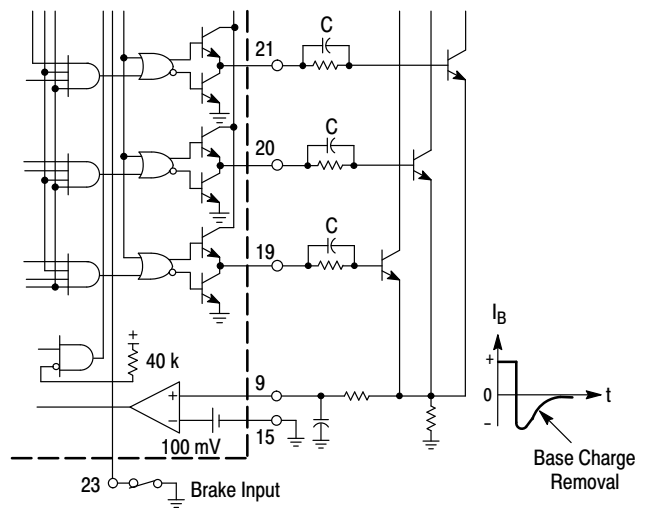 C
21
C
20
C
19
I_B
+
0
–
t
+
40 k
9
+
–
100 mV
15
Base Charge
Removal
23
Brake Input